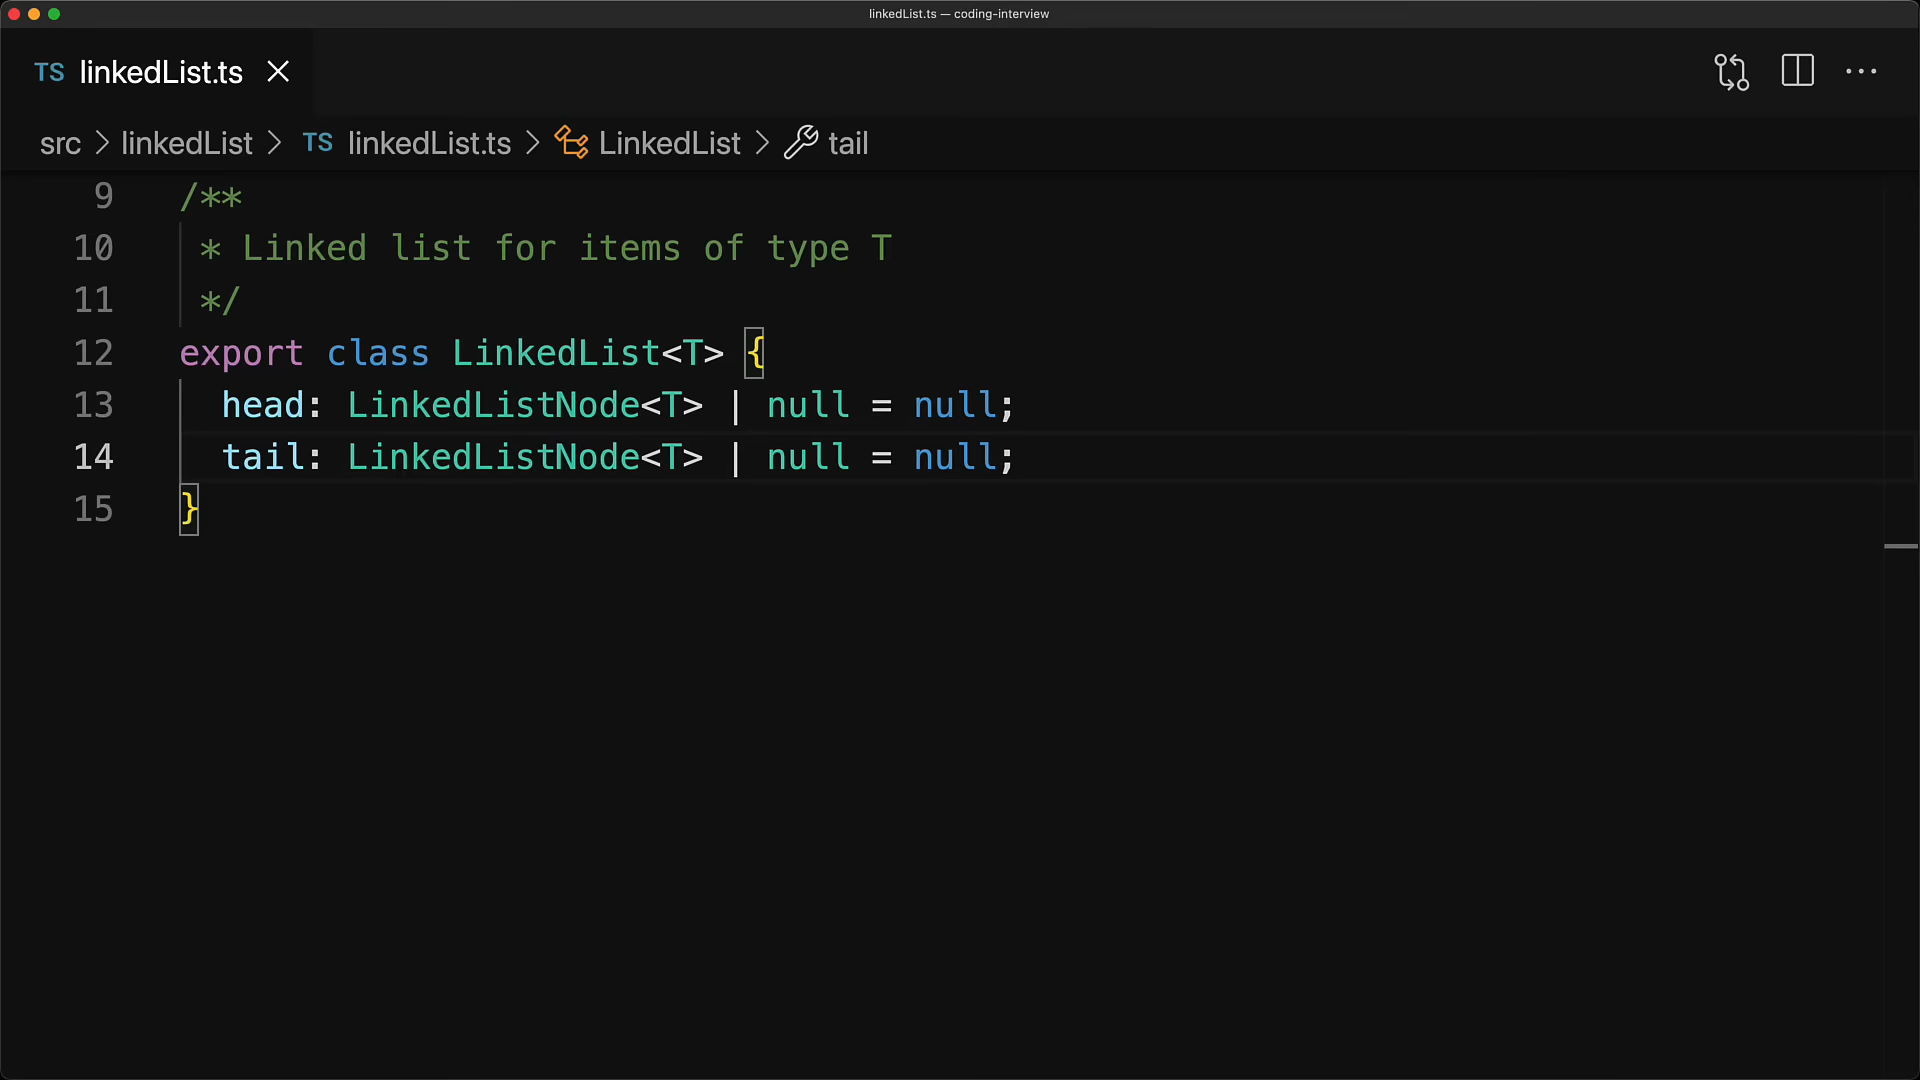 linkedList.ts — coding-interview
TS linkedList.ts
src > linkedList > TS linkedList.ts > LinkedList > tail
9 /**
10 * Linked list for items of type T
11 */
12 export class LinkedList<T> {
13 head: LinkedListNode<T> | null = null;
14 tail: LinkedListNode<T> | null = null;
15 }